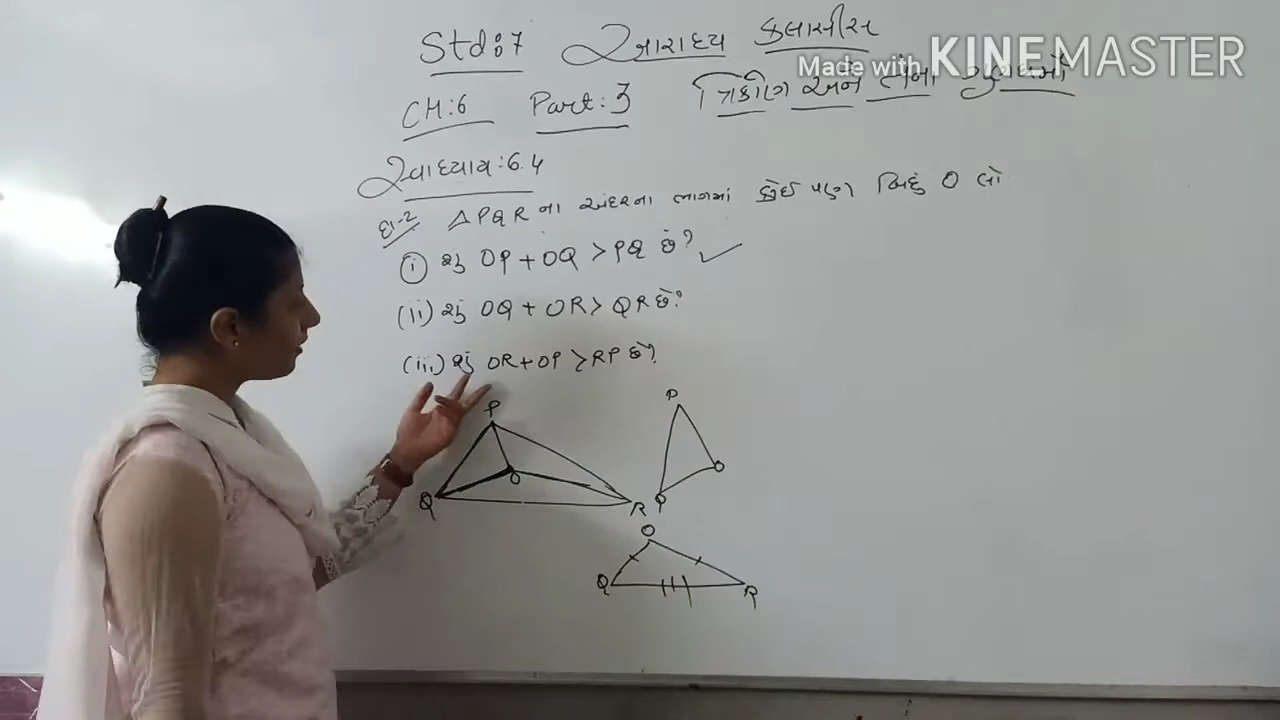 Std:7 આરાધ્ય ક્લાસીસ
Made with KINEMASTER
CH:6 Part:3 ત્રિકોણ અને તેના ગુણધર્મો
સ્વાધ્યાય:6.4
દા-2 △PQR ના અંદરના ભાગમાં કોઈ પણ બિંદુ O લો
(i) શું OP+OQ>PQ છે? ✓
(ii) શું OQ+OR>QR છે?
(iii) શું OR+OP>RP છે?
P
P
O
O
Q
R
O
Q
R